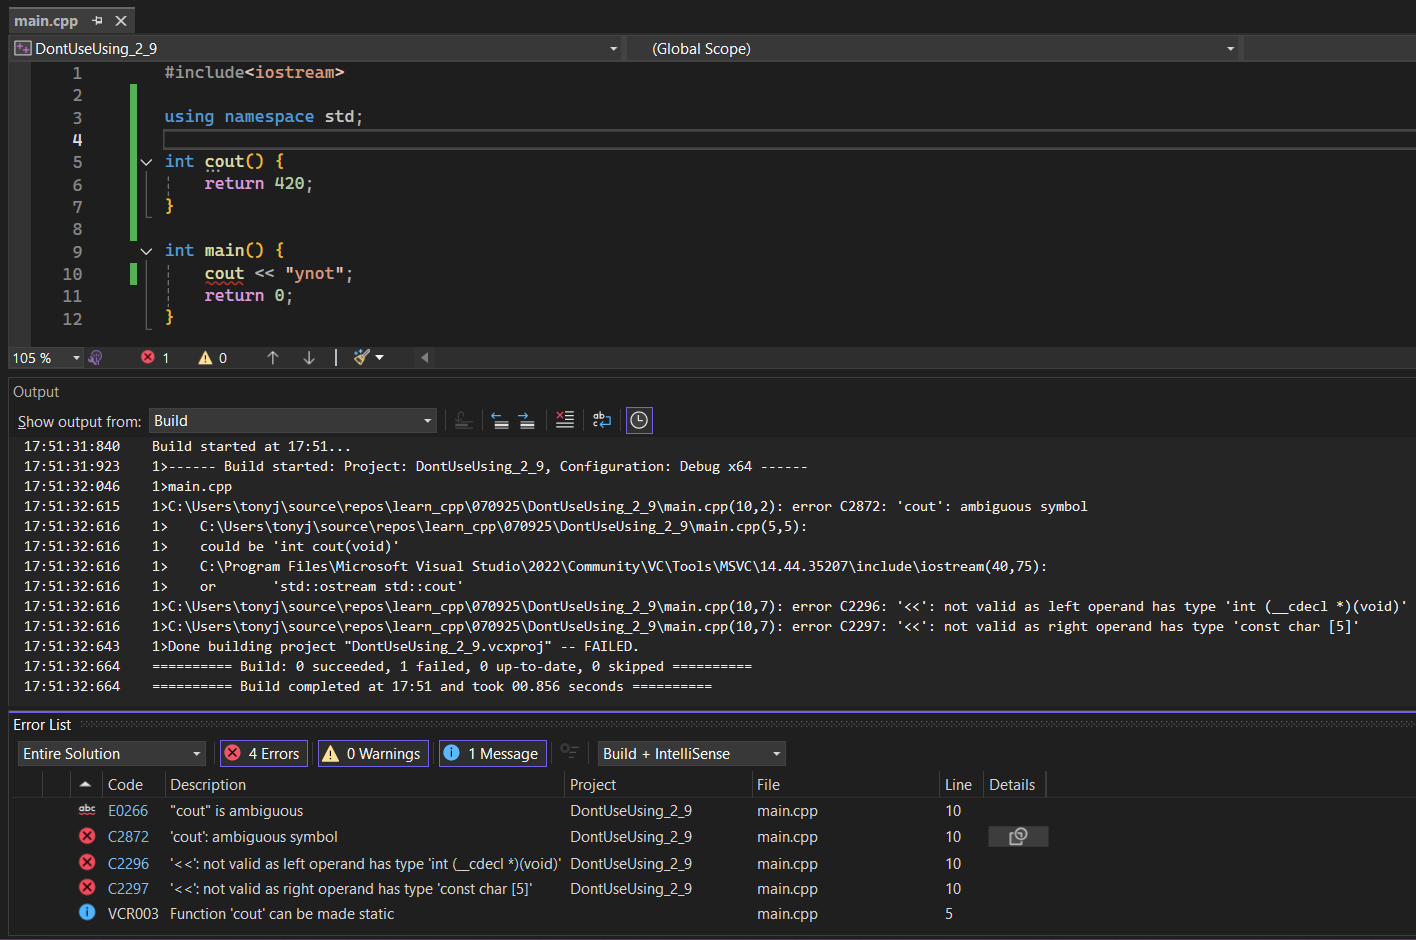 main.cpp
DontUseUsing_2_9 (Global Scope)
1 #include<iostream>
2
3 using namespace std;
4
5 int cout() {
6 return 420;
7 }
8
9 int main() {
10 cout << "ynot";
11 return 0;
12 }
105 % 1 0
Output
Show output from: Build
17:51:31:840 Build started at 17:51...
17:51:31:923 1>------ Build started: Project: DontUseUsing_2_9, Configuration: Debug x64 ------
17:51:32:046 1>main.cpp
17:51:32:615 1>C:\Users\tonyj\source\repos\learn_cpp\070925\DontUseUsing_2_9\main.cpp(10,2): error C2872: 'cout': ambiguous symbol
17:51:32:616 1> C:\Users\tonyj\source\repos\learn_cpp\070925\DontUseUsing_2_9\main.cpp(5,5):
17:51:32:616 1> could be 'int cout(void)'
17:51:32:616 1> C:\Program Files\Microsoft Visual Studio\2022\Community\VC\Tools\MSVC\14.44.35207\include\iostream(40,75):
17:51:32:616 1> or 'std::ostream std::cout'
17:51:32:616 1>C:\Users\tonyj\source\repos\learn_cpp\070925\DontUseUsing_2_9\main.cpp(10,7): error C2296: '<<': not valid as left operand has type 'int (__cdecl *)(void)'
17:51:32:616 1>C:\Users\tonyj\source\repos\learn_cpp\070925\DontUseUsing_2_9\main.cpp(10,7): error C2297: '<<': not valid as right operand has type 'const char [5]'
17:51:32:643 1>Done building project "DontUseUsing_2_9.vcxproj" -- FAILED.
17:51:32:664 ========== Build: 0 succeeded, 1 failed, 0 up-to-date, 0 skipped ==========
17:51:32:664 ========== Build completed at 17:51 and took 00.856 seconds ==========
Error List
Entire Solution 4 Errors 0 Warnings 1 Message Build + IntelliSense
Code Description Project File Line Details
abc E0266 "cout" is ambiguous DontUseUsing_2_9 main.cpp 10
C2872 'cout': ambiguous symbol DontUseUsing_2_9 main.cpp 10
C2296 '<<': not valid as left operand has type 'int (__cdecl *)(void)' DontUseUsing_2_9 main.cpp 10
C2297 '<<': not valid as right operand has type 'const char [5]' DontUseUsing_2_9 main.cpp 10
VCR003 Function 'cout' can be made static main.cpp 5